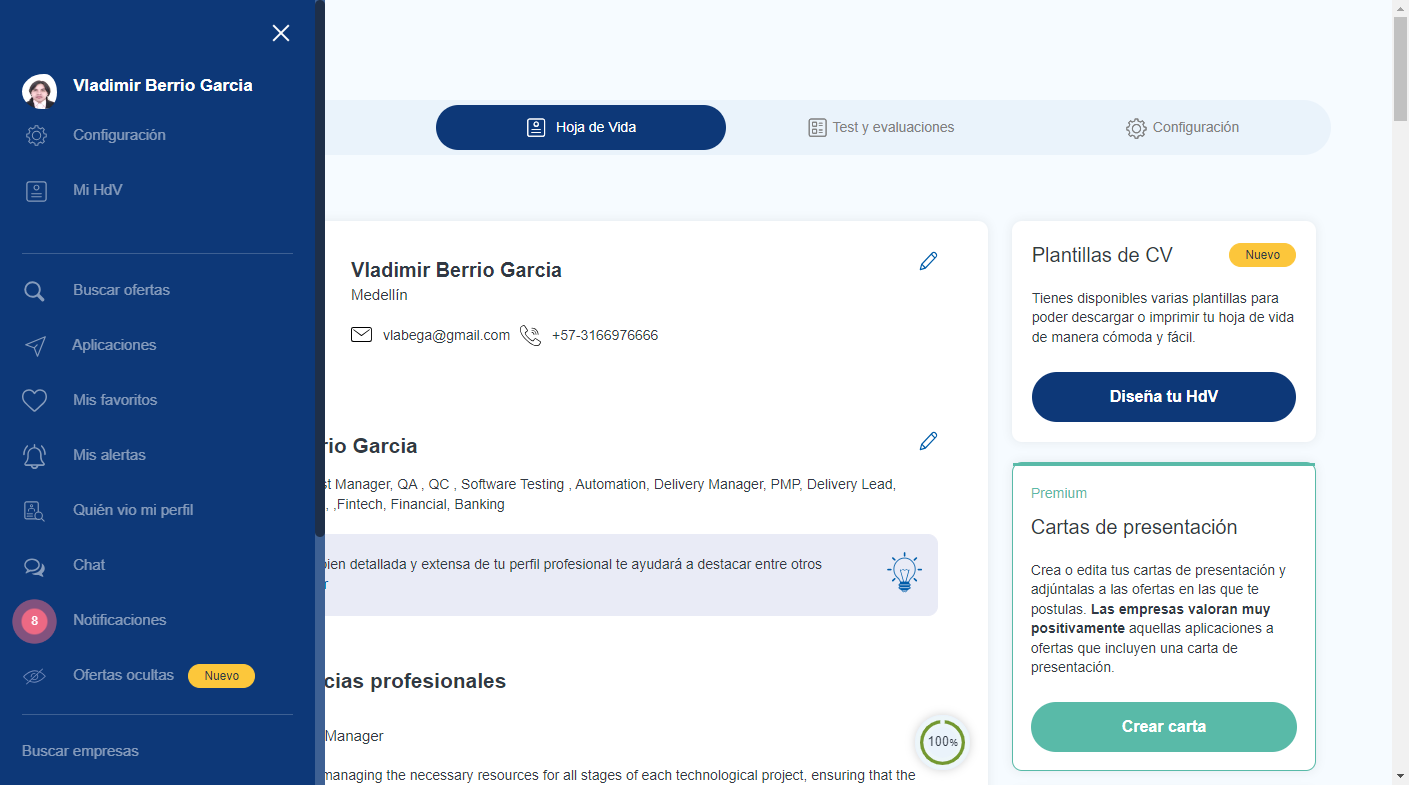 Vladimir Berrio Garcia
Configuración
Mi HdV
Buscar ofertas
Aplicaciones
Mis favoritos
Mis alertas
Quién vio mi perfil
Chat
8 Notificaciones
Ofertas ocultas Nuevo
Buscar empresas
Hoja de Vida
Test y evaluaciones
Configuración
Vladimir Berrio Garcia
Medellín
vlabega@gmail.com +57-3166976666
rio Garcia
st Manager, QA , QC , Software Testing , Automation, Delivery Manager, PMP, Delivery Lead,
, ,Fintech, Financial, Banking
bien detallada y extensa de tu perfil profesional te ayudará a destacar entre otros
r
cias profesionales
Manager
managing the necessary resources for all stages of each technological project, ensuring that the
100%
Plantillas de CV Nuevo
Tienes disponibles varias plantillas para
poder descargar o imprimir tu hoja de vida
de manera cómoda y fácil.
Diseña tu HdV
Premium
Cartas de presentación
Crea o edita tus cartas de presentación y
adjúntalas a las ofertas en las que te
postulas. Las empresas valoran muy
positivamente aquellas aplicaciones a
ofertas que incluyen una carta de
presentación.
Crear carta